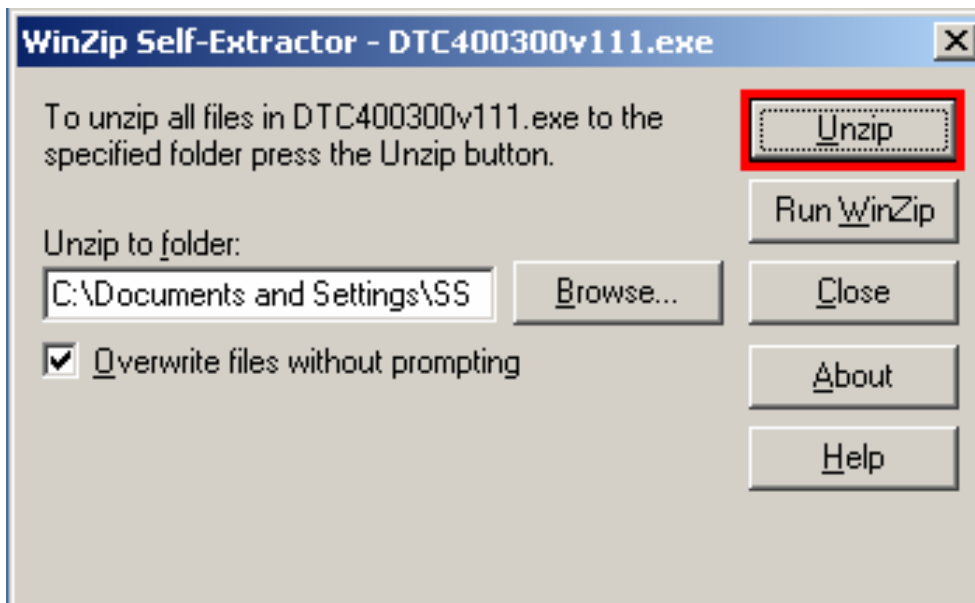 WinZip Self-Extractor - DTC400300v111.exe
To unzip all files in DTC400300v111.exe to the
specified folder press the Unzip button.
Unzip to folder:
C:\Documents and Settings\SS
Browse...
Overwrite files without prompting
Unzip
Run WinZip
Close
About
Help